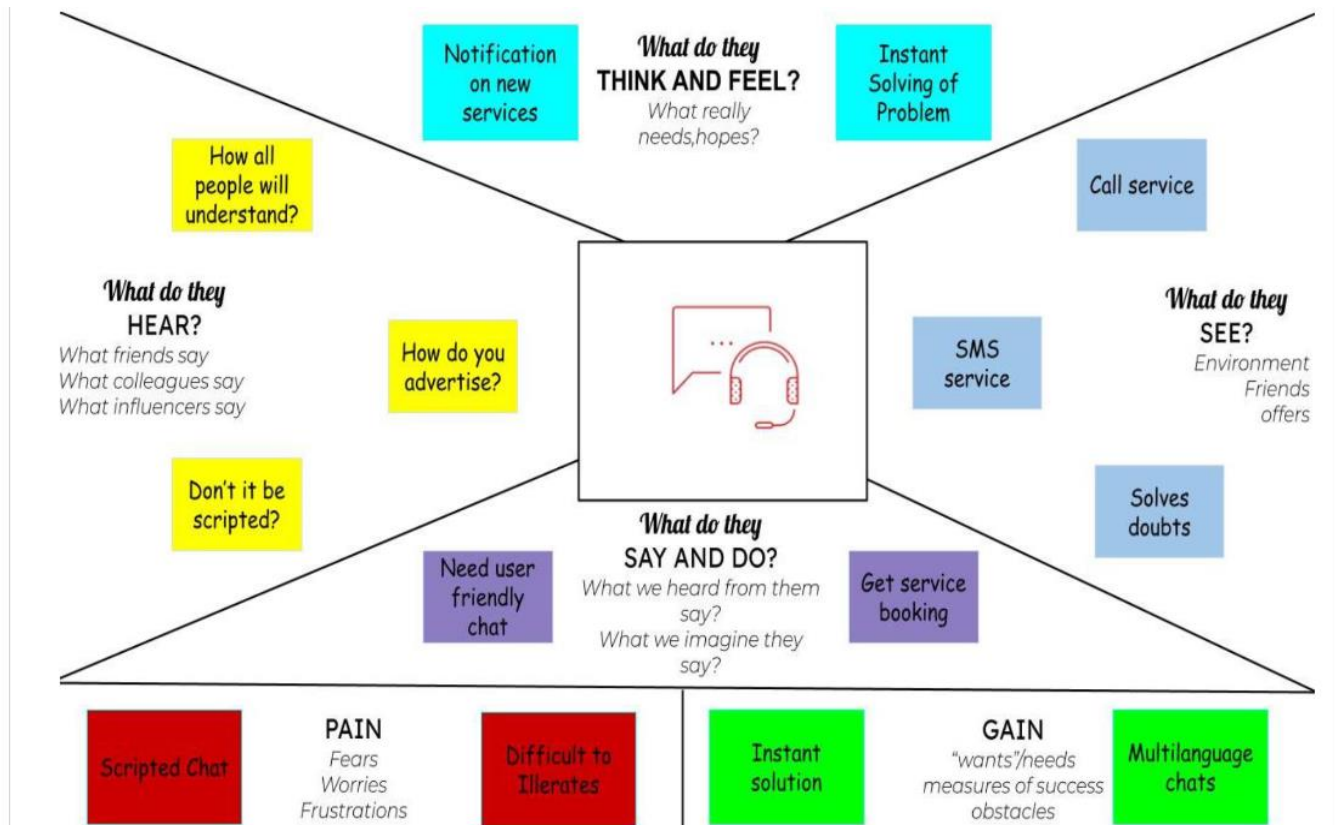 Notification
on new
services
What do they
THINK AND FEEL?
What really
needs,hopes?
Instant
Solving of
Problem
How all
people will
understand?
Call service
What do they
HEAR?
What friends say
What colleagues say
What influencers say
How do you
advertise?
SMS
service
What do they
SEE?
Environment
Friends
offers
Don't it be
scripted?
Solves
doubts
What do they
SAY AND DO?
What we heard from them
say?
What we imagine they
say?
Need user
friendly
chat
Get service
booking
Scripted Chat
PAIN
Fears
Worries
Frustrations
Difficult to
Illerates
Instant
solution
GAIN
"wants"/needs
measures of success
obstacles
Multilanguage
chats